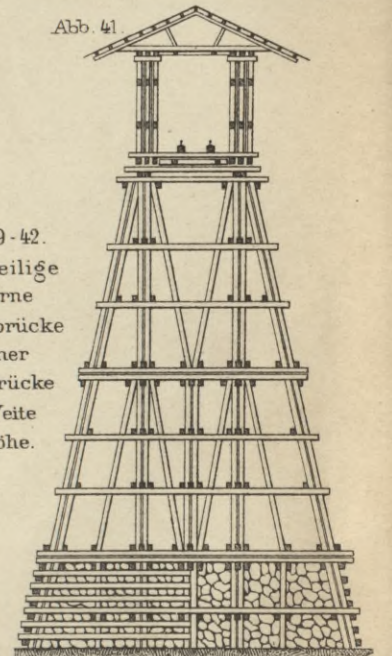 Abb. 41.
9-42.
eilige
rne
brücke
ner
rücke
Veite
öhe.